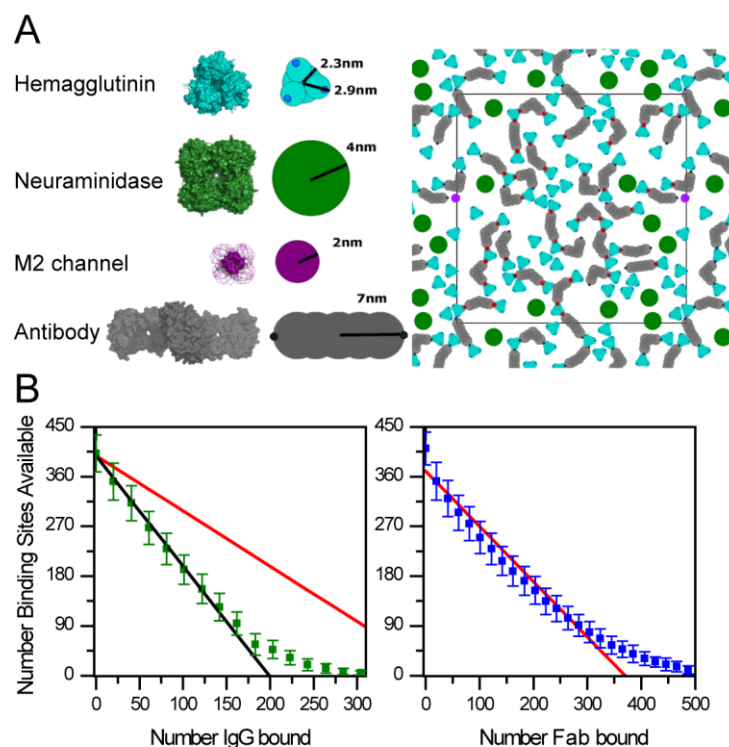 A
Hemagglutinin
2.3nm
2.9nm
Neuraminidase
4nm
M2 channel
2nm
Antibody
7nm
B
Number Binding Sites Available
450
360
270
180
90
0
0 50 100 150 200 250 300
Number IgG bound
450
360
270
180
90
0
0 100 200 300 400 500
Number Fab bound